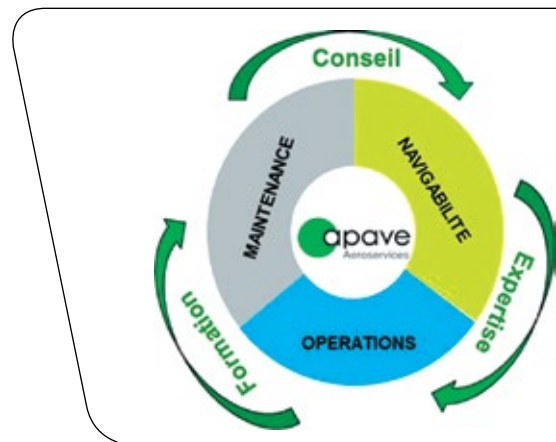 Conseil
MAINTENANCE
NAVIGABILITE
apave
Aeroservices
Formation
Expertise
OPERATIONS